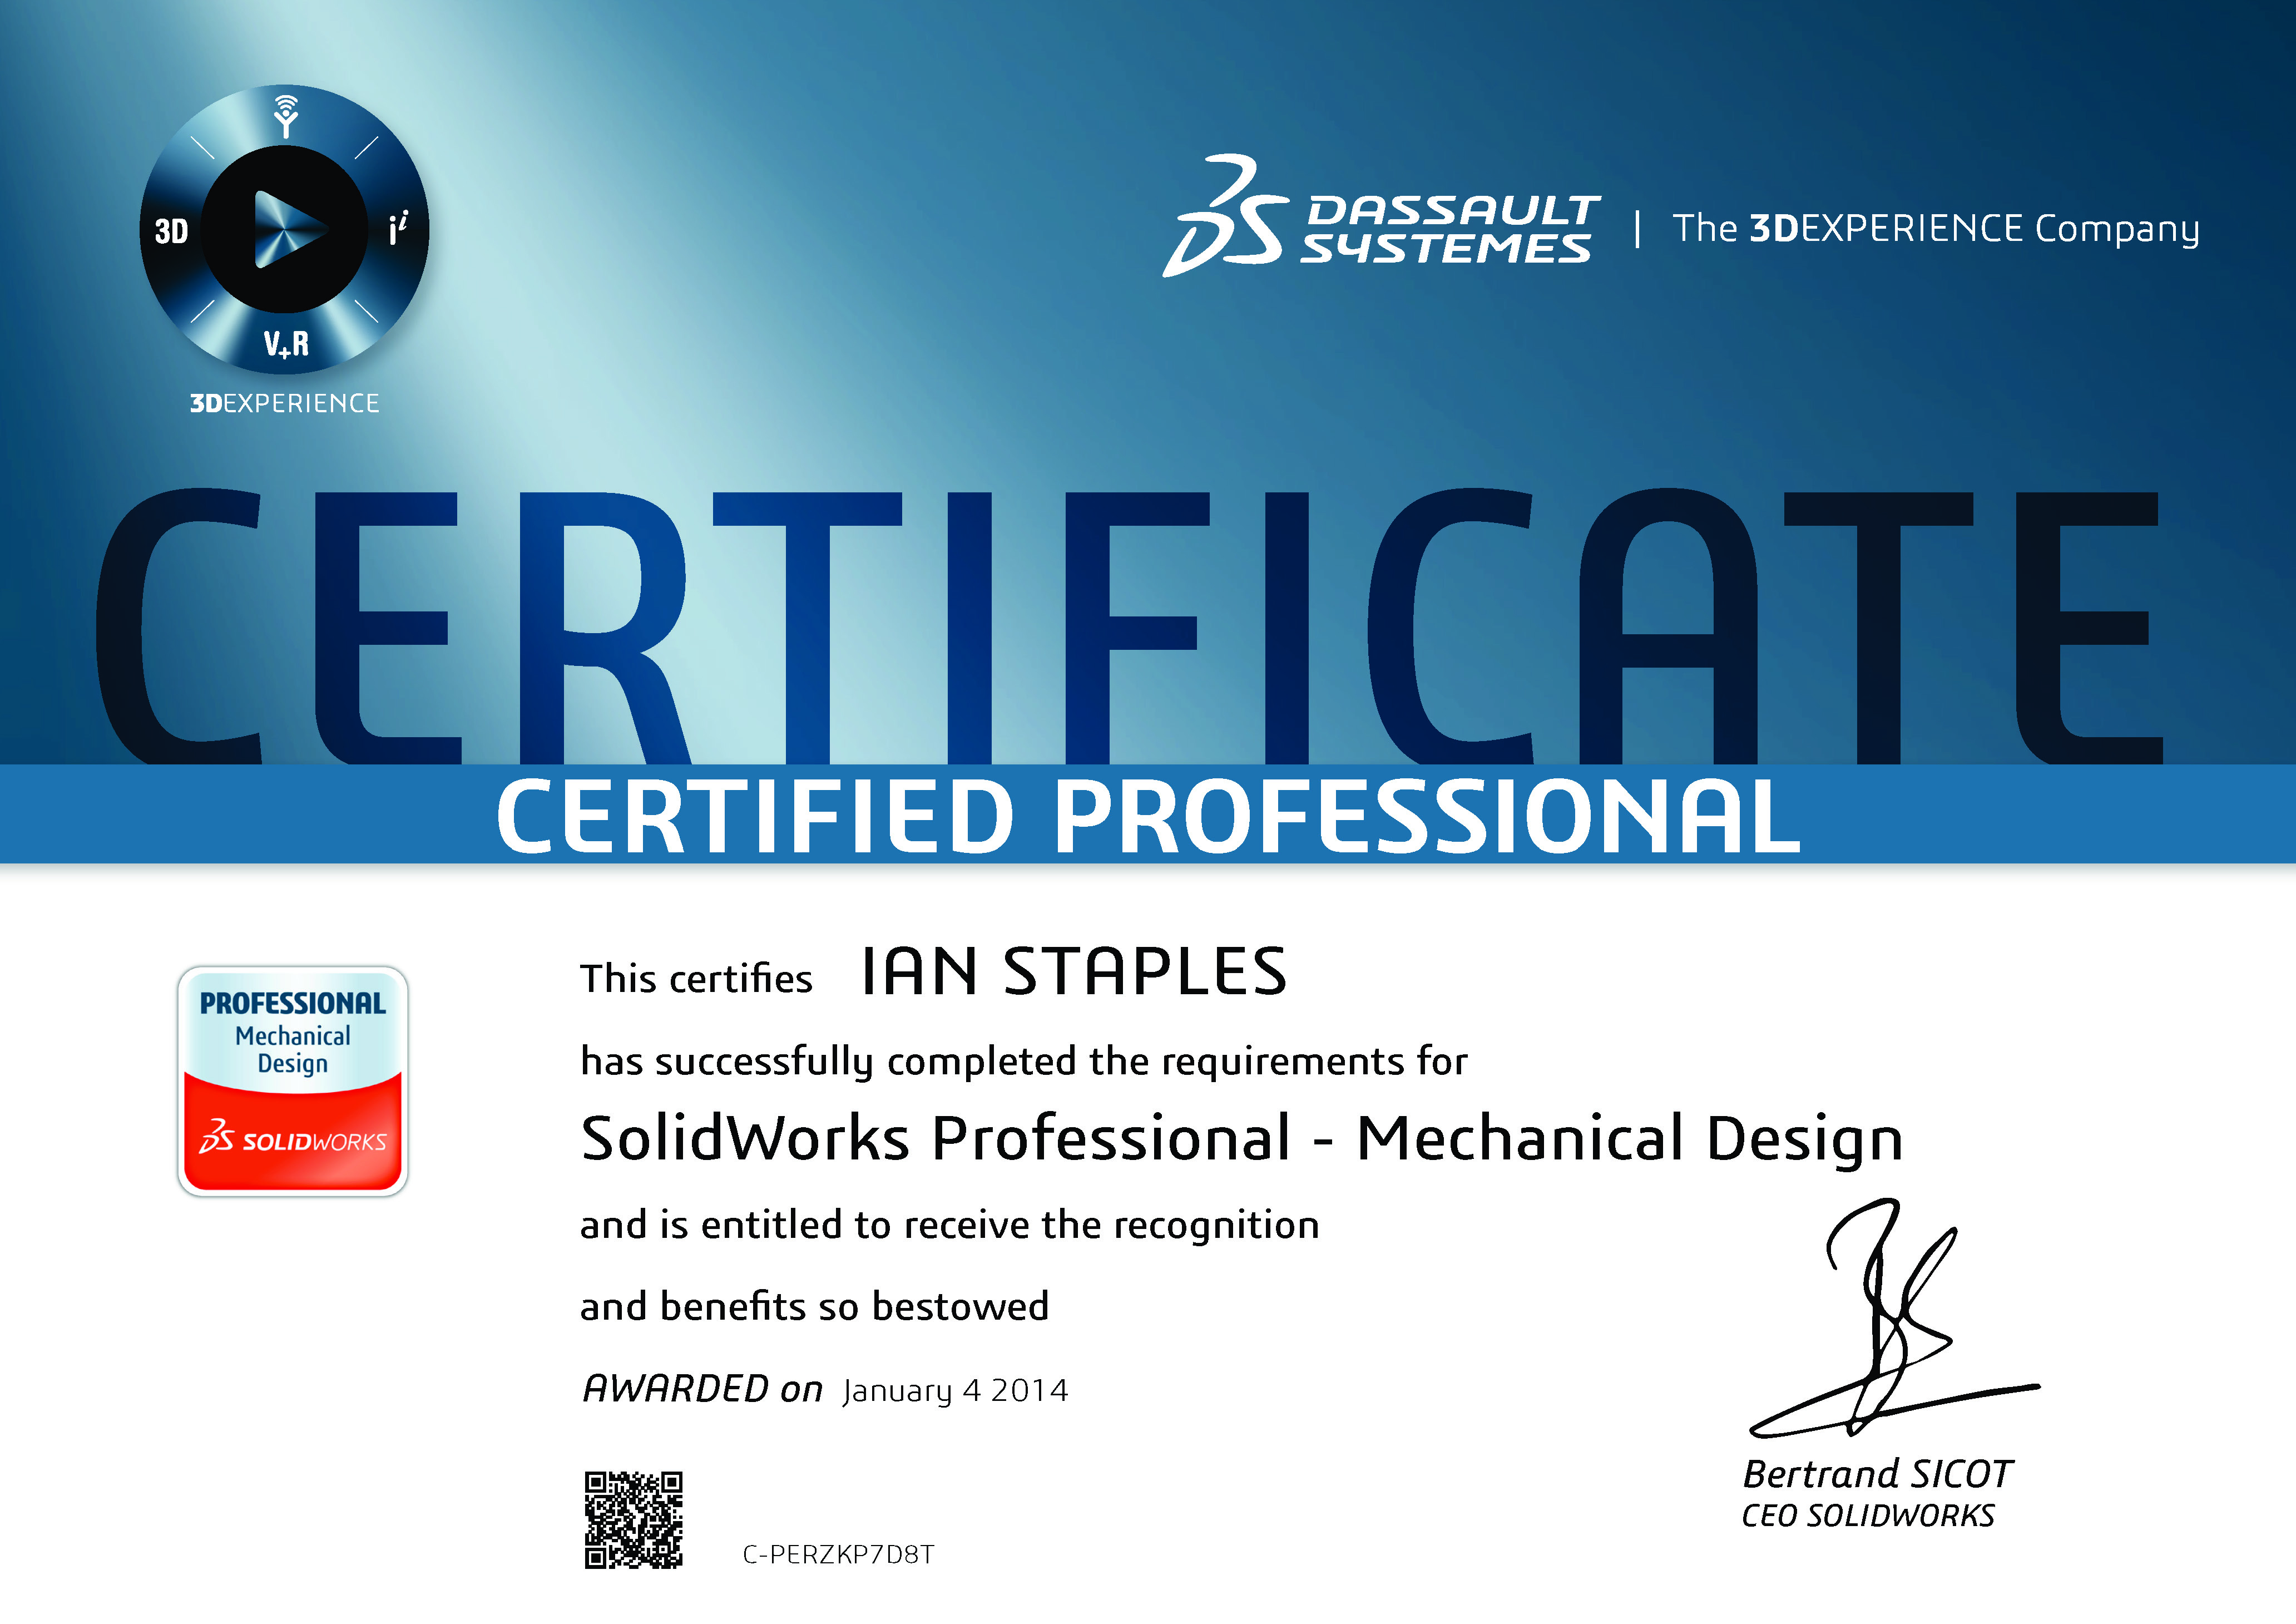 3D
V+R
3DEXPERIENCE
DASSAULT
SYSTEMES
| The 3DEXPERIENCE Company
CERTIFICATE
CERTIFIED PROFESSIONAL
PROFESSIONAL
Mechanical
Design
SOLIDWORKS
This certifies IAN STAPLES
has successfully completed the requirements for
SolidWorks Professional - Mechanical Design
and is entitled to receive the recognition
and benefits so bestowed
AWARDED on January 4 2014
Bertrand SICOT
CEO SOLIDWORKS
C-PERZKP7D8T